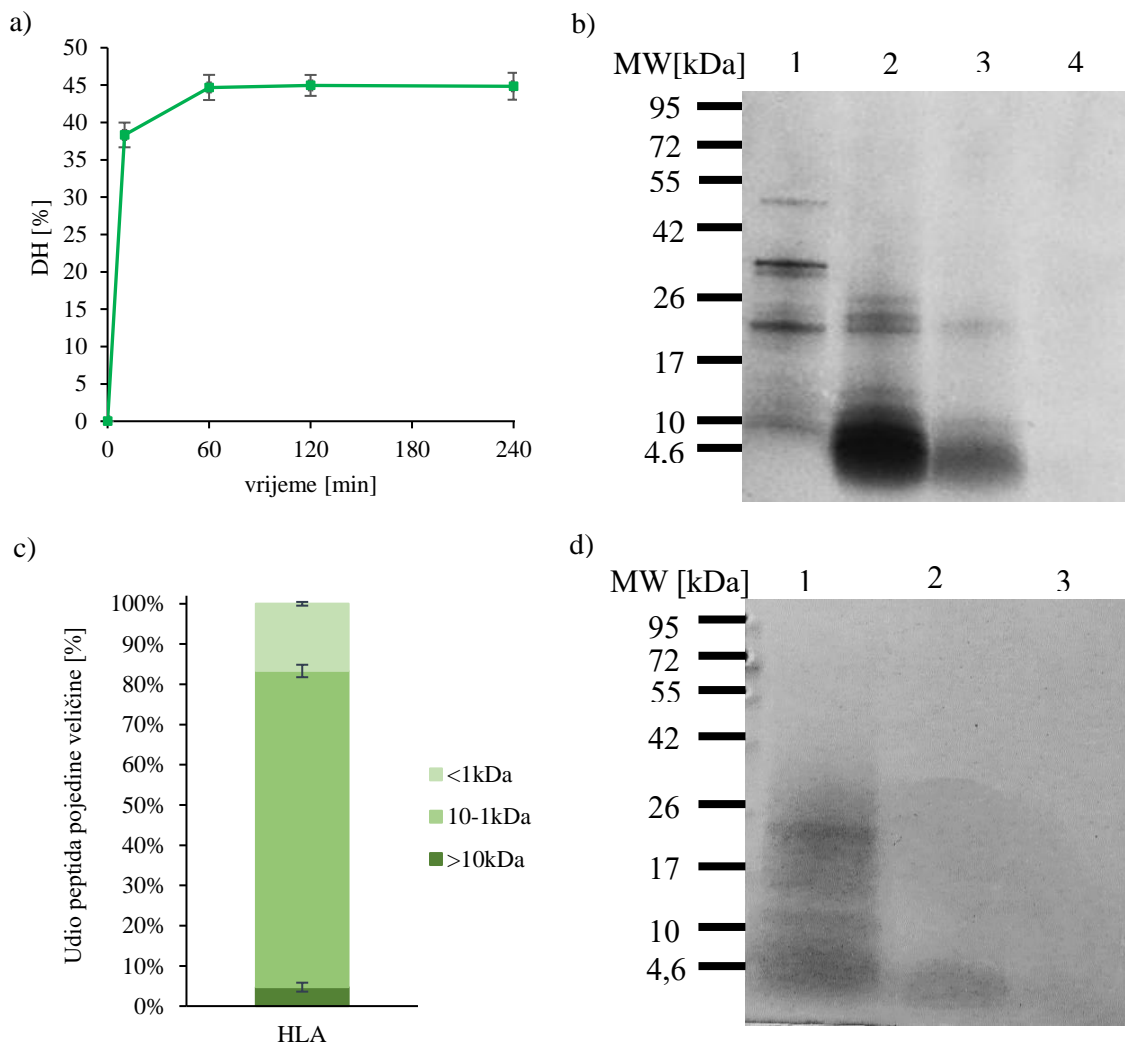 a)
50
45
40
35
30
25
20
15
10
5
0
DH [%]
0 60 120 180 240
vrijeme [min]
b)
MW[kDa] 1 2 3 4
95
72
55
42
26
17
10
4,6
c)
100%
90%
80%
70%
60%
50%
40%
30%
20%
10%
0%
Udio peptida pojedine veličine [%]
HLA
<1kDa
10-1kDa
>10kDa
d)
MW [kDa] 1 2 3
95
72
55
42
26
17
10
4,6